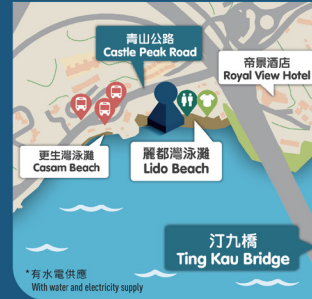 青山公路
Castle Peak Road
帝景酒店
Royal View Hotel
更生灣泳灘
Casam Beach
麗都灣泳灘
Lido Beach
汀九橋
Ting Kau Bridge
*有水電供應
With water and electricity supply